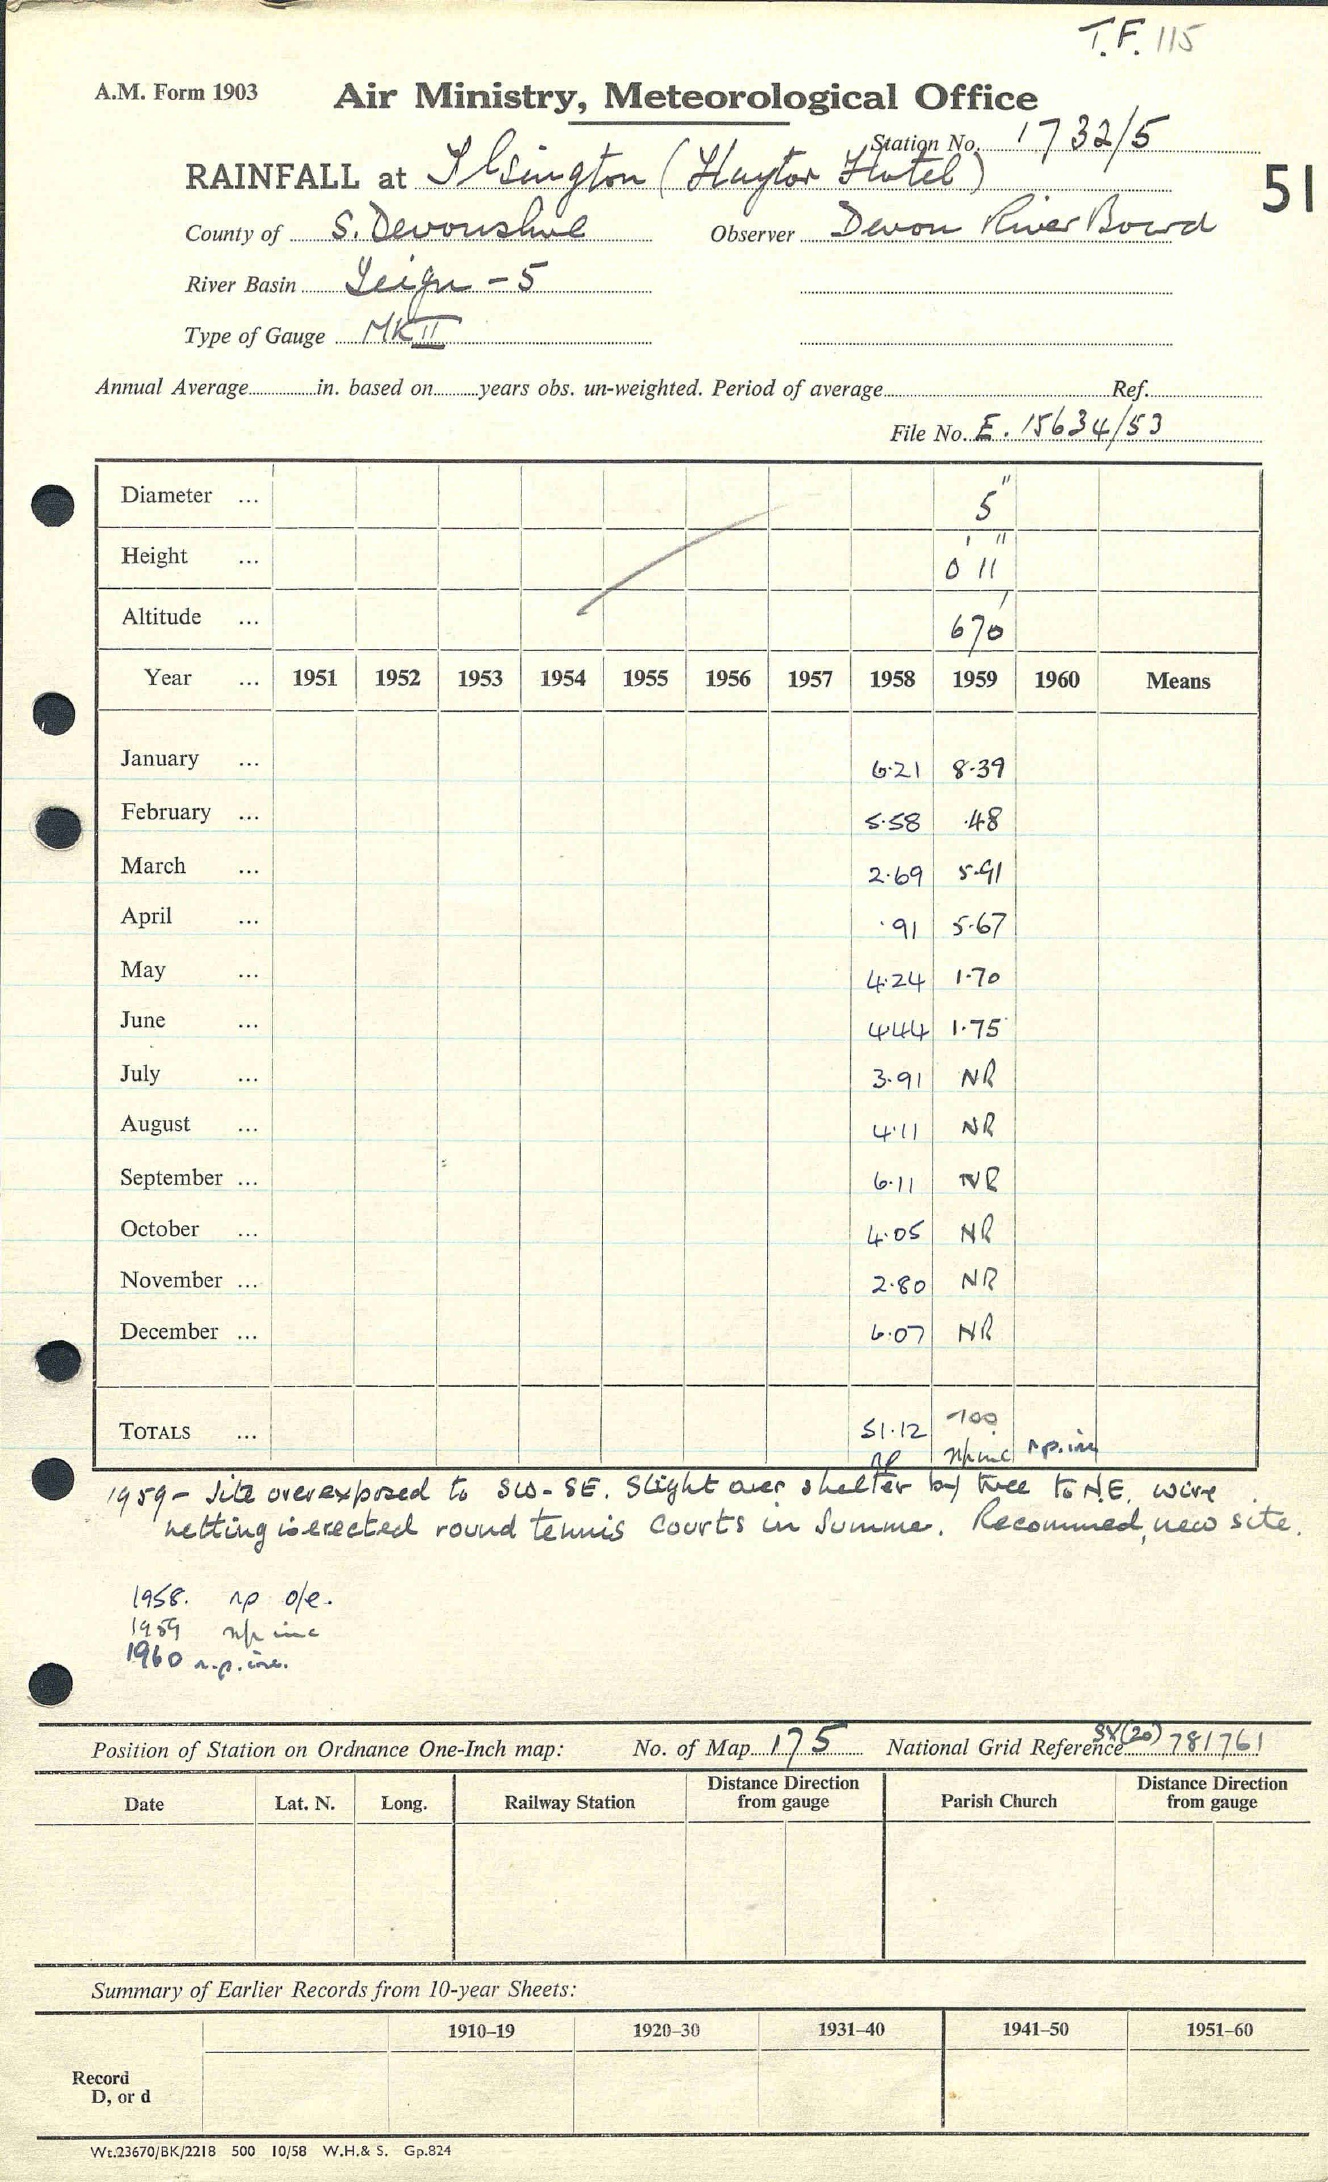 T.F. 115
A.M. Form 1903
Air Ministry, Meteorological Office
Station No. 1732/5
RAINFALL at Ilsington (Haytor Hotel)
51
County of S. Devonshire Observer Devon River Board
River Basin Teign - 5
Type of Gauge MK II
Annual Average in. based on years obs. un-weighted. Period of average Ref.
File No. E. 15634/53
Diameter ... 5"
Height ... 0' 11"
Altitude ... 670'
Year ... 1951 1952 1953 1954 1955 1956 1957 1958 1959 1960 Means
January ... 6.21 8.39
February ... 5.58 .48
March ... 2.69 5.91
April ... .91 5.67
May ... 4.24 1.70
June ... 4.44 1.75
July ... 3.91 NR
August ... 4.11 NR
September ... 6.11 NR
October ... 4.05 NR
November ... 2.80 NR
December ... 6.07 NR
TOTALS ... 51.12
np np inc n.p. inc
1959 - Site overexposed to SW - SE. Slight over shelter by tree to N.E. wire
netting is erected round tennis courts in Summer. Recommed, new site.
1958. np o/e.
1959 np inc
1960 n.p. inc.
Position of Station on Ordnance One-Inch map: No. of Map 175 National Grid Reference SX(20) 781761
Date Lat. N. Long. Railway Station Distance Direction from gauge Parish Church Distance Direction from gauge
Summary of Earlier Records from 10-year Sheets:
1910–19 1920–30 1931–40 1941–50 1951–60
Record
D, or d
Wt.23670/BK/2218 500 10/58 W.H.& S. Gp.824